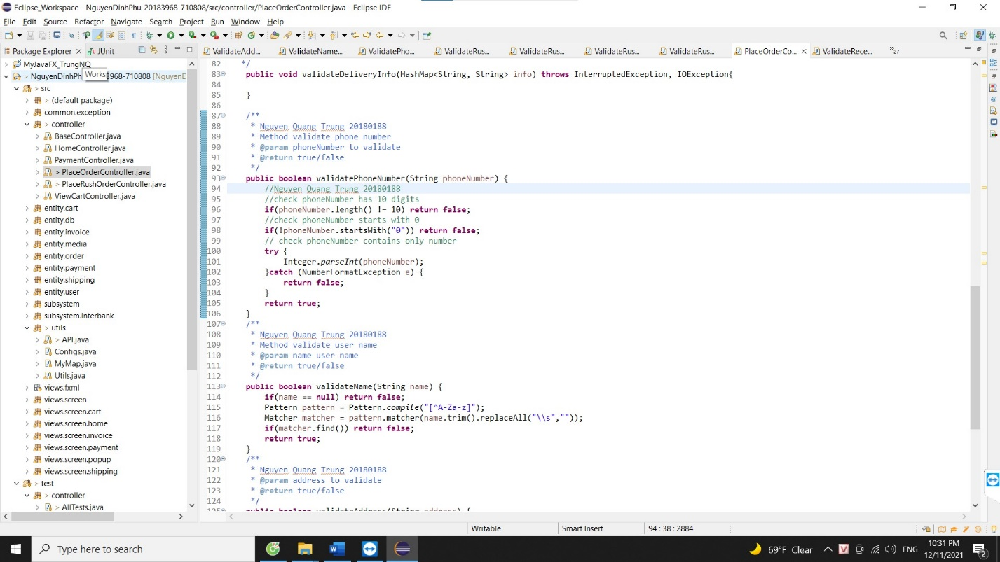 Eclipse_Workspace - NguyenDinhPhu-20183968-710808/src/controller/PlaceOrderController.java - Eclipse IDE
File Edit Source Refactor Navigate Search Project Run Window Help
Package Explorer JUnit
ValidateAdd... ValidateName... ValidatePho... ValidateRus... ValidateRus... ValidateRus... ValidateRus... PlaceOrderCo... ValidateRece... »27
MyJavaFX_TrungNQ
> NguyenDinhPh Works 3968-710808 [NguyenD
> src
> (default package)
common.exception
> controller
BaseController.java
HomeController.java
PaymentController.java
> PlaceOrderController.java
> PlaceRushOrderController.java
ViewCartController.java
entity.cart
entity.db
entity.invoice
entity.media
entity.order
entity.payment
entity.shipping
entity.user
subsystem
subsystem.interbank
> utils
> API.java
Configs.java
MyMap.java
Utils.java
views.fxml
views.screen
views.screen.cart
views.screen.home
views.screen.invoice
views.screen.payment
views.screen.popup
views.screen.shipping
> test
> controller
> AllTests.java
82 */
83 public void validateDeliveryInfo(HashMap<String, String> info) throws InterruptedException, IOException{
84
85 }
86
87 /**
88 * Nguyen Quang Trung 20180188
89 * Method validate phone number
90 * @param phoneNumber to validate
91 * @return true/false
92 */
93 public boolean validatePhoneNumber(String phoneNumber) {
94 //Nguyen Quang Trung 20180188
95 //check phoneNumber has 10 digits
96 if(phoneNumber.length() != 10) return false;
97 //check phoneNumber starts with 0
98 if(!phoneNumber.startsWith("0")) return false;
99 // check phoneNumber contains only number
100 try {
101 Integer.parseInt(phoneNumber);
102 }catch (NumberFormatException e) {
103 return false;
104 }
105 return true;
106 }
107 /**
108 * Nguyen Quang Trung 20180188
109 * Method validate user name
110 * @param name user name
111 * @return true/false
112 */
113 public boolean validateName(String name) {
114 if(name == null) return false;
115 Pattern pattern = Pattern.compile("[^A-Za-z]");
116 Matcher matcher = pattern.matcher(name.trim().replaceAll("\\s",""));
117 if(matcher.find()) return false;
118 return true;
119 }
120 /**
121 * Nguyen Quang Trung 20180188
122 * @param address to validate
123 * @return true/false
124 */
125 public boolean validateAddress(String address) {
Writable Smart Insert 94 : 38 : 2884
Type here to search
69°F Clear ENG
10:31 PM
12/11/2021
2